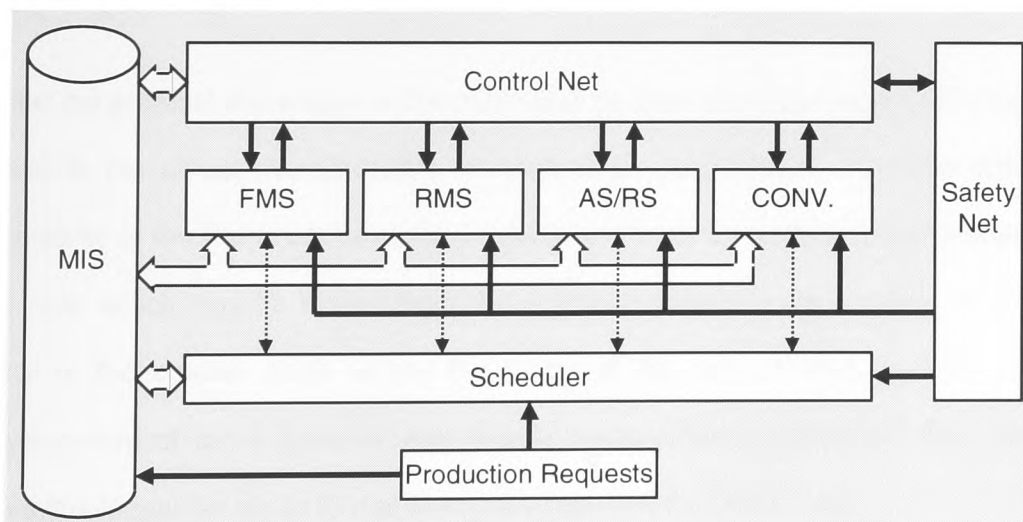 Control Net
FMS
RMS
AS/RS
CONV.
Safety
Net
MIS
Scheduler
Production Requests